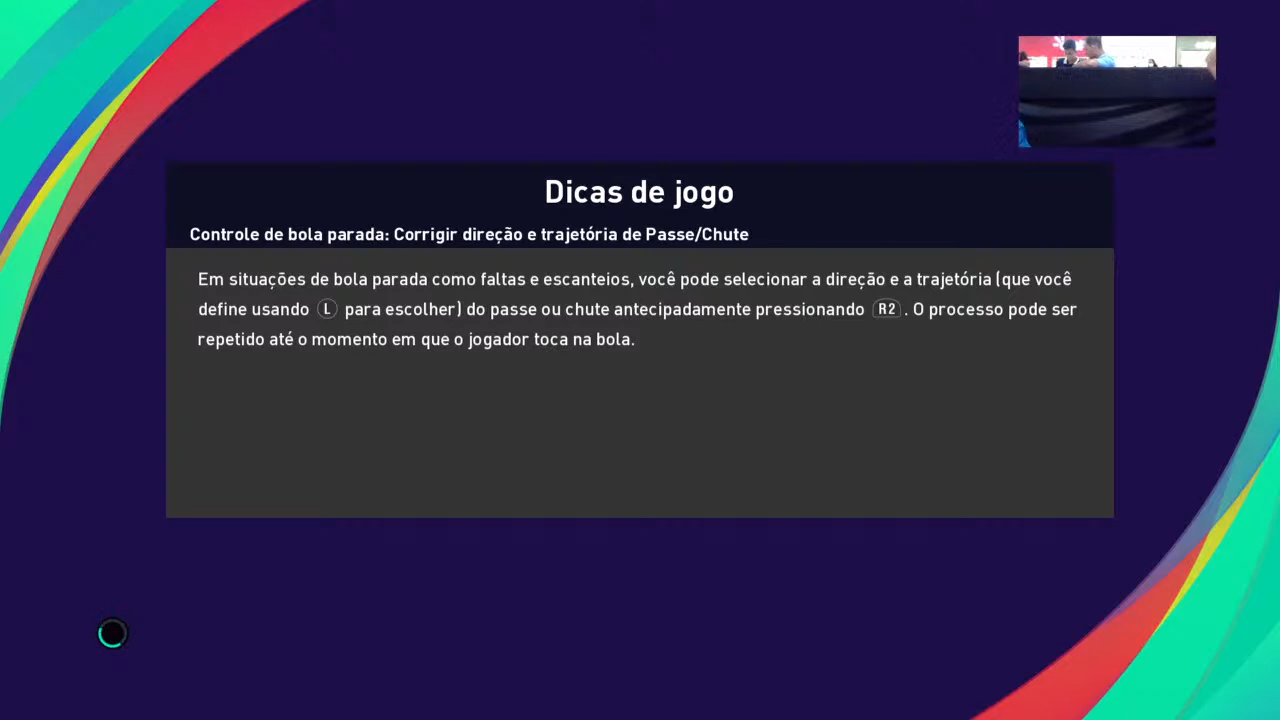 Dicas de jogo
Controle de bola parada: Corrigir direção e trajetória de Passe/Chute
Em situações de bola parada como faltas e escanteios, você pode selecionar a direção e a trajetória (que você
define usando L para escolher) do passe ou chute antecipadamente pressionando R2. O processo pode ser
repetido até o momento em que o jogador toca na bola.